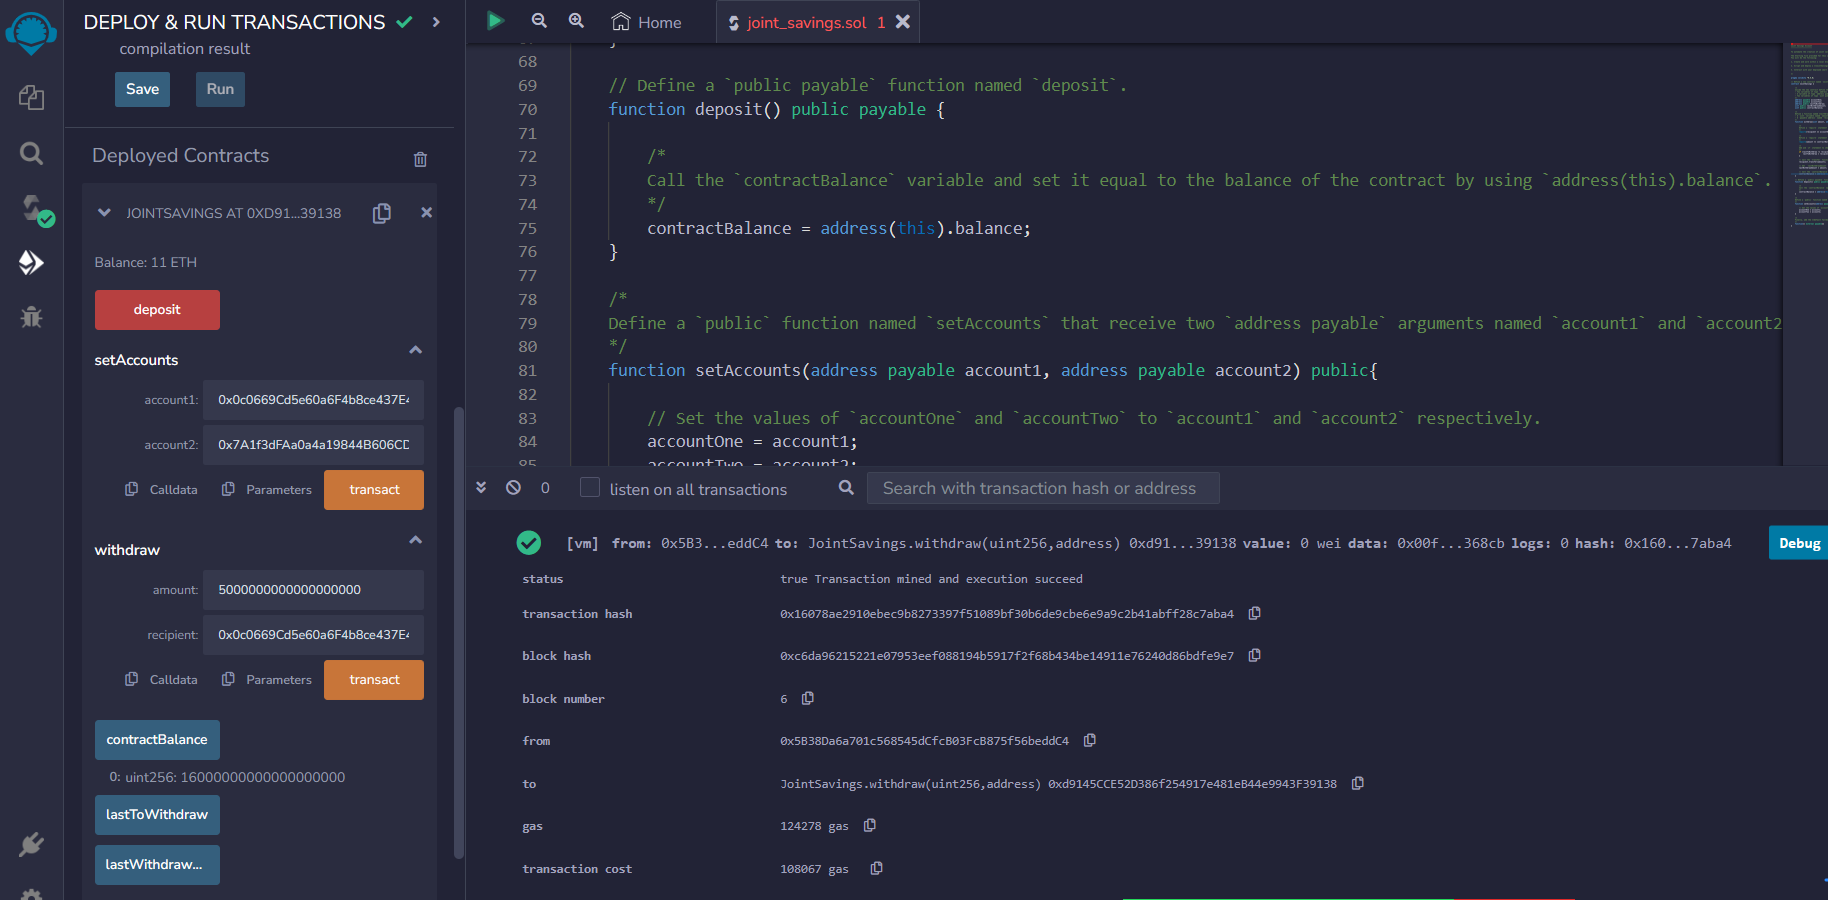 DEPLOY & RUN TRANSACTIONS
compilation result
Save
Run
Deployed Contracts
JOINTSAVINGS AT 0XD91...39138
Balance: 11 ETH
deposit
setAccounts
account1: 0x0c0669Cd5e60a6F4b8ce437E4
account2: 0x7A1f3dFAa0a4a19844B606CD
Calldata Parameters transact
withdraw
amount: 5000000000000000000
recipient: 0x0c0669Cd5e60a6F4b8ce437E4
Calldata Parameters transact
contractBalance
0: uint256: 16000000000000000000
lastToWithdraw
lastWithdraw...
Home
joint_savings.sol 1
68
69 // Define a `public payable` function named `deposit`.
70 function deposit() public payable {
71
72 /*
73 Call the `contractBalance` variable and set it equal to the balance of the contract by using `address(this).balance`.
74 */
75 contractBalance = address(this).balance;
76 }
77
78 /*
79 Define a `public` function named `setAccounts` that receive two `address payable` arguments named `account1` and `account2
80 */
81 function setAccounts(address payable account1, address payable account2) public{
82
83 // Set the values of `accountOne` and `accountTwo` to `account1` and `account2` respectively.
84 accountOne = account1;
85 accountTwo = account2;
0
listen on all transactions
Search with transaction hash or address
[vm] from: 0x5B3...eddC4 to: JointSavings.withdraw(uint256,address) 0xd91...39138 value: 0 wei data: 0x00f...368cb logs: 0 hash: 0x160...7aba4
Debug
status true Transaction mined and execution succeed
transaction hash 0x16078ae2910ebec9b8273397f51089bf30b6de9cbe6e9a9c2b41abff28c7aba4
block hash 0xc6da96215221e07953eef088194b5917f2f68b434be14911e76240d86bdfe9e7
block number 6
from 0x5B38Da6a701c568545dCfcB03FcB875f56beddC4
to JointSavings.withdraw(uint256,address) 0xd9145CCE52D386f254917e481eB44e9943F39138
gas 124278 gas
transaction cost 108067 gas